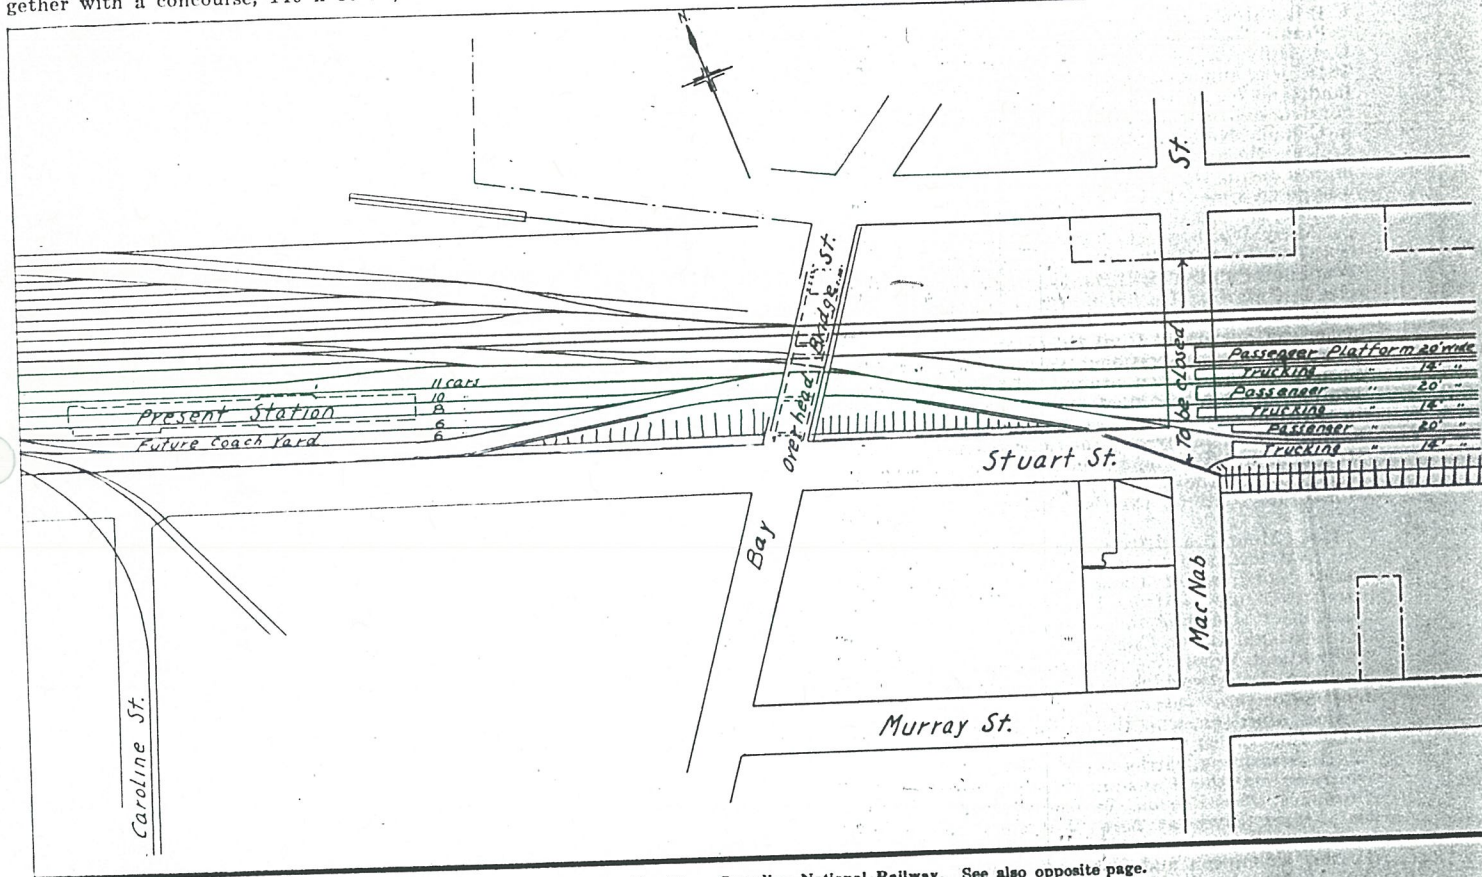 gether with a concourse,
N.
St.
St.
Bridge
Overhead
To be closed
Passenger Platform 20' wide
Trucking " 14' "
Passenger " 20' "
Trucking " 14' "
Passenger " 20' "
Trucking " 14' "
11 cars
10 "
8 "
6 "
6 "
Present Station
Future Coach Yard
Stuart St.
Bay
Mac Nab
Murray St.
Caroline St.
Canadian National Railway. See also opposite page.